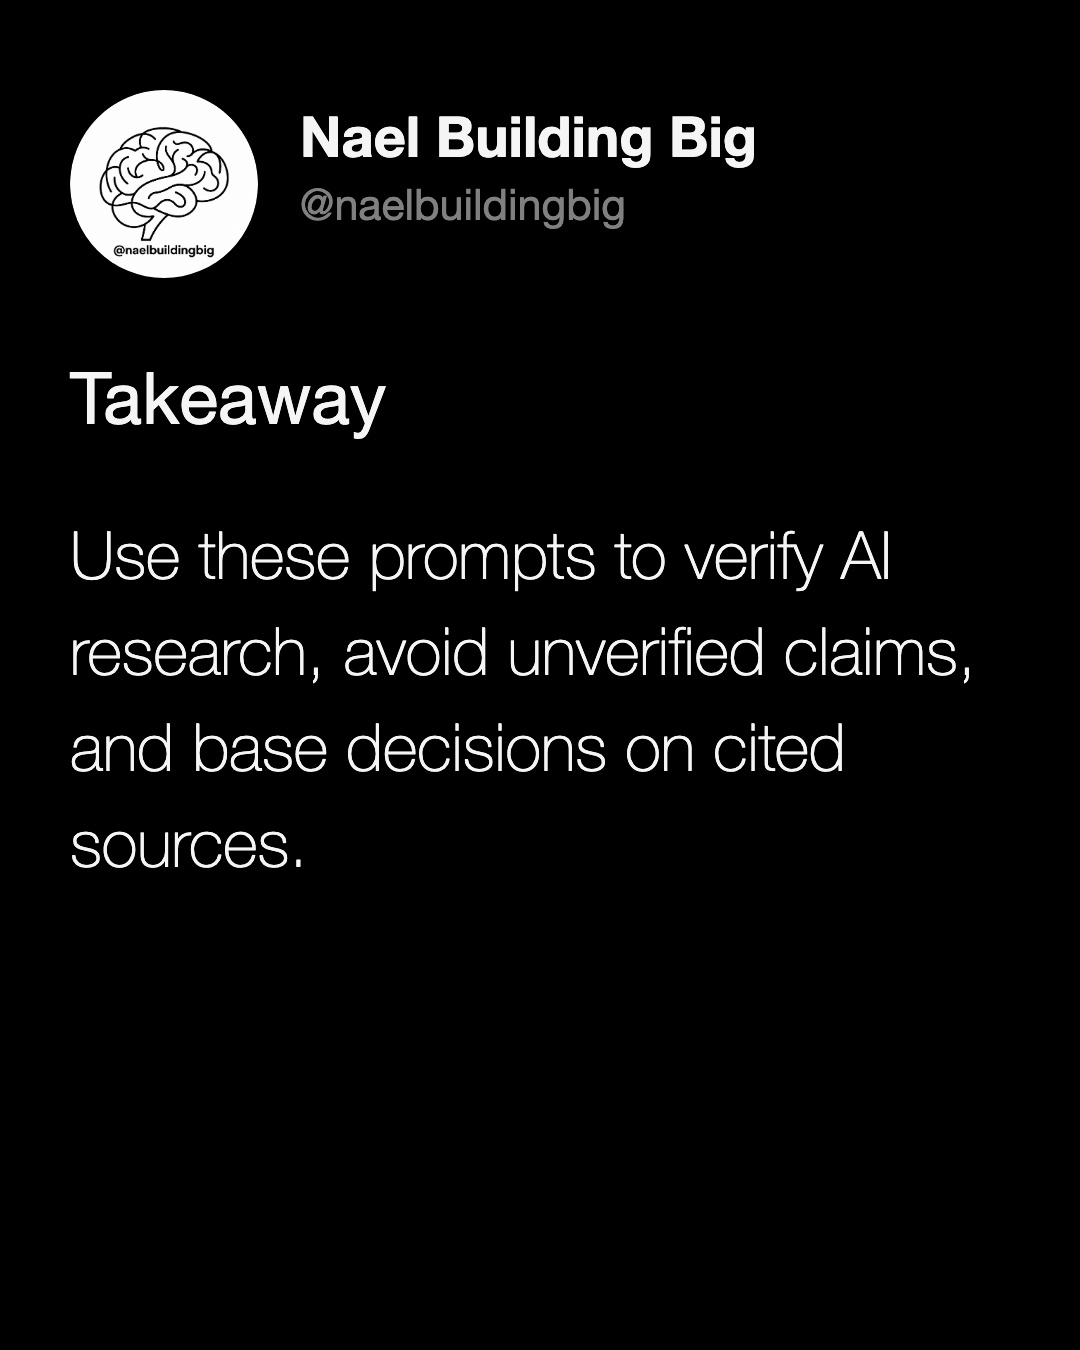 Nael Building Big
@naelbuildingbig
@naelbuildingbig
Takeaway
Use these prompts to verify AI
research, avoid unverified claims,
and base decisions on cited
sources.